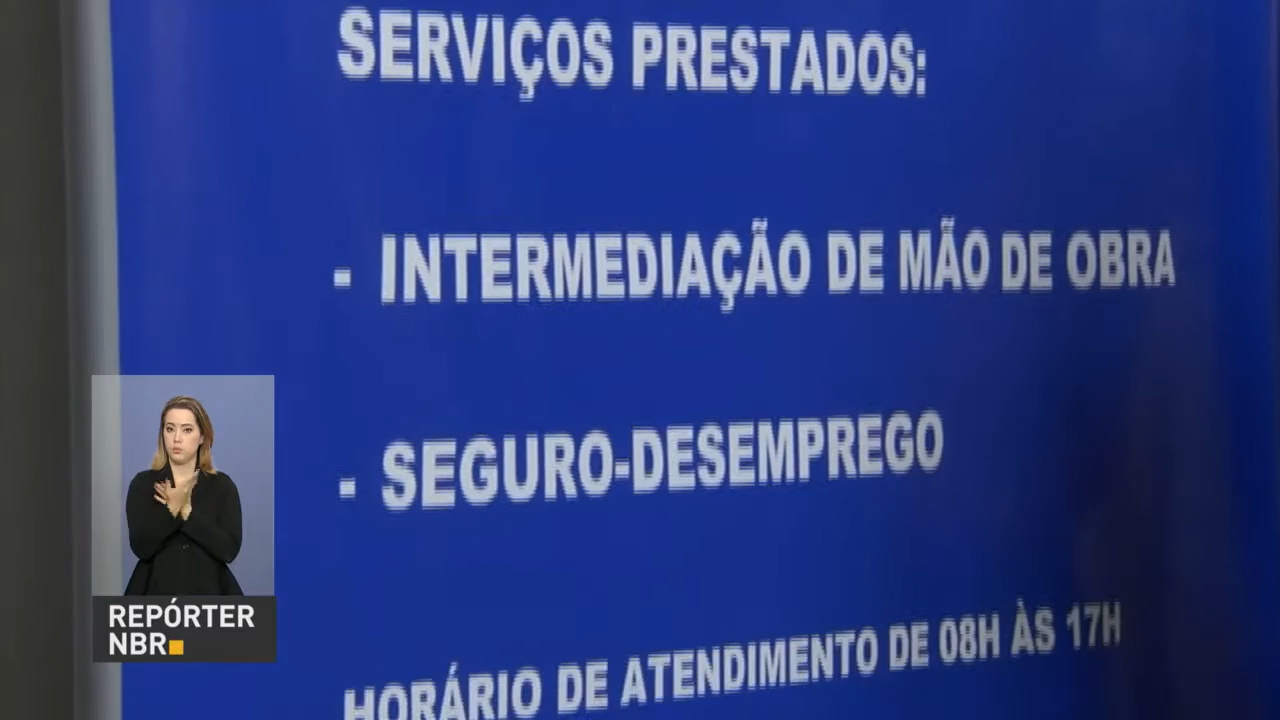 SERVIÇOS PRESTADOS:
- INTERMEDIAÇÃO DE MÃO DE OBRA
- SEGURO-DESEMPREGO
HORÁRIO DE ATENDIMENTO DE 08H ÀS 17H
REPÓRTER
NBR